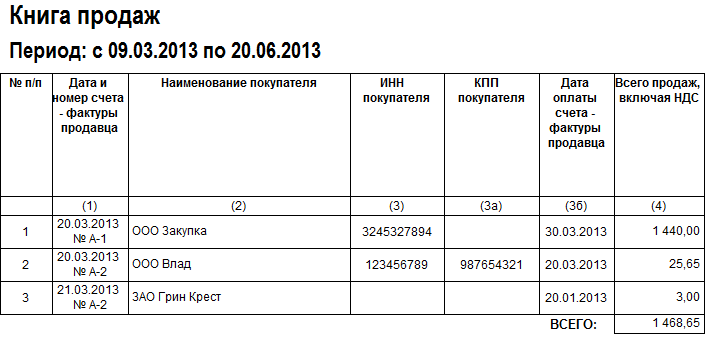 Книга продаж
Период: с 09.03.2013 по 20.06.2013
№ п/п Дата и номер счета - фактуры продавца Наименование покупателя ИНН покупателя КПП покупателя Дата оплаты счета - фактуры продавца Всего продаж, включая НДС
(1) (2) (3) (3а) (3б) (4)
1 20.03.2013 № А-1 ООО Закупка 3245327894 30.03.2013 1 440,00
2 20.03.2013 № А-2 ООО Влад 123456789 987654321 20.03.2013 25,65
3 21.03.2013 № А-2 ЗАО Грин Крест 20.01.2013 3,00
ВСЕГО: 1 468,65